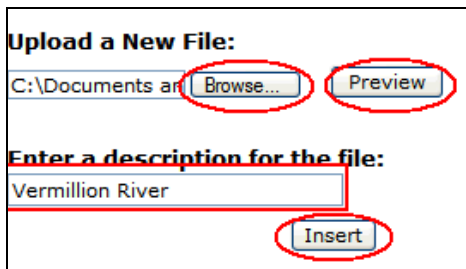 Upload a New File:
C:\Documents an Browse... Preview
Enter a description for the file:
Vermillion River
Insert